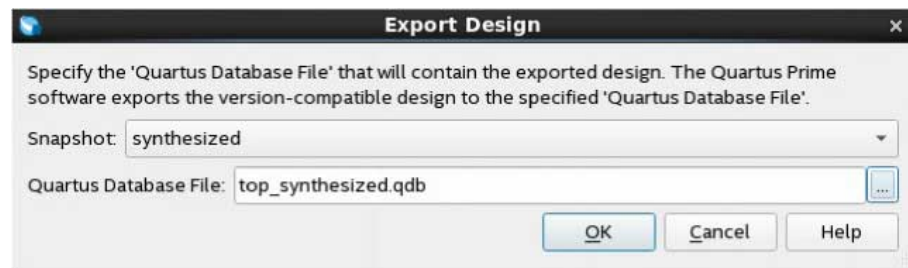 Export Design
Specify the 'Quartus Database File' that will contain the exported design. The Quartus Prime
software exports the version-compatible design to the specified 'Quartus Database File'.
Snapshot: synthesized
Quartus Database File: top_synthesized.qdb ...
OK Cancel Help